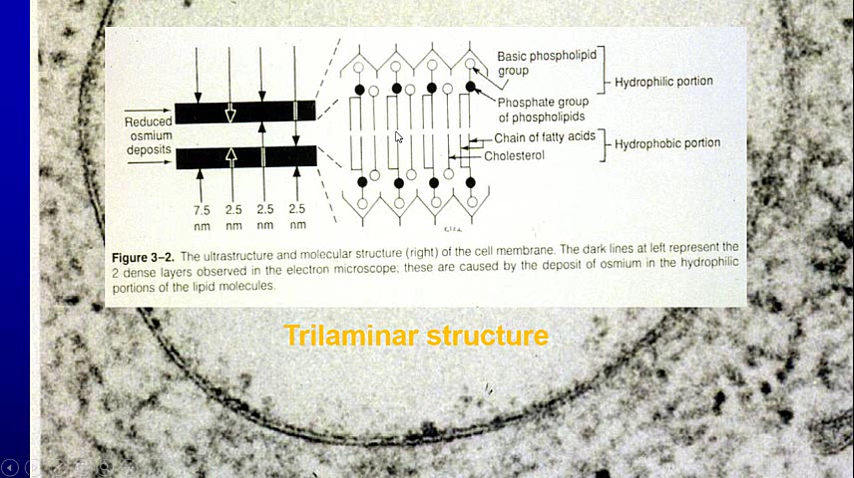 Basic phospholipid
group
Hydrophilic portion
Phosphate group
of phospholipids
Reduced
osmium
deposits
Chain of fatty acids
Hydrophobic portion
Cholesterol
7.5 2.5 2.5 2.5
nm nm nm nm
Figure 3–2. The ultrastructure and molecular structure (right) of the cell membrane. The dark lines at left represent the
2 dense layers observed in the electron microscope; these are caused by the deposit of osmium in the hydrophilic
portions of the lipid molecules.
Trilaminar structure